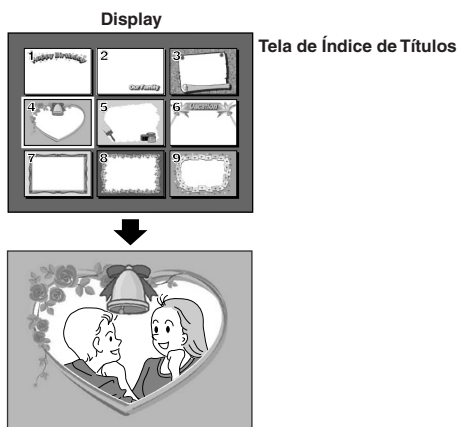 Display
Tela de Índice de Títulos
1 Happy Birthday!
2 Our Family
3
4
5
6 Vacation
7
8
9